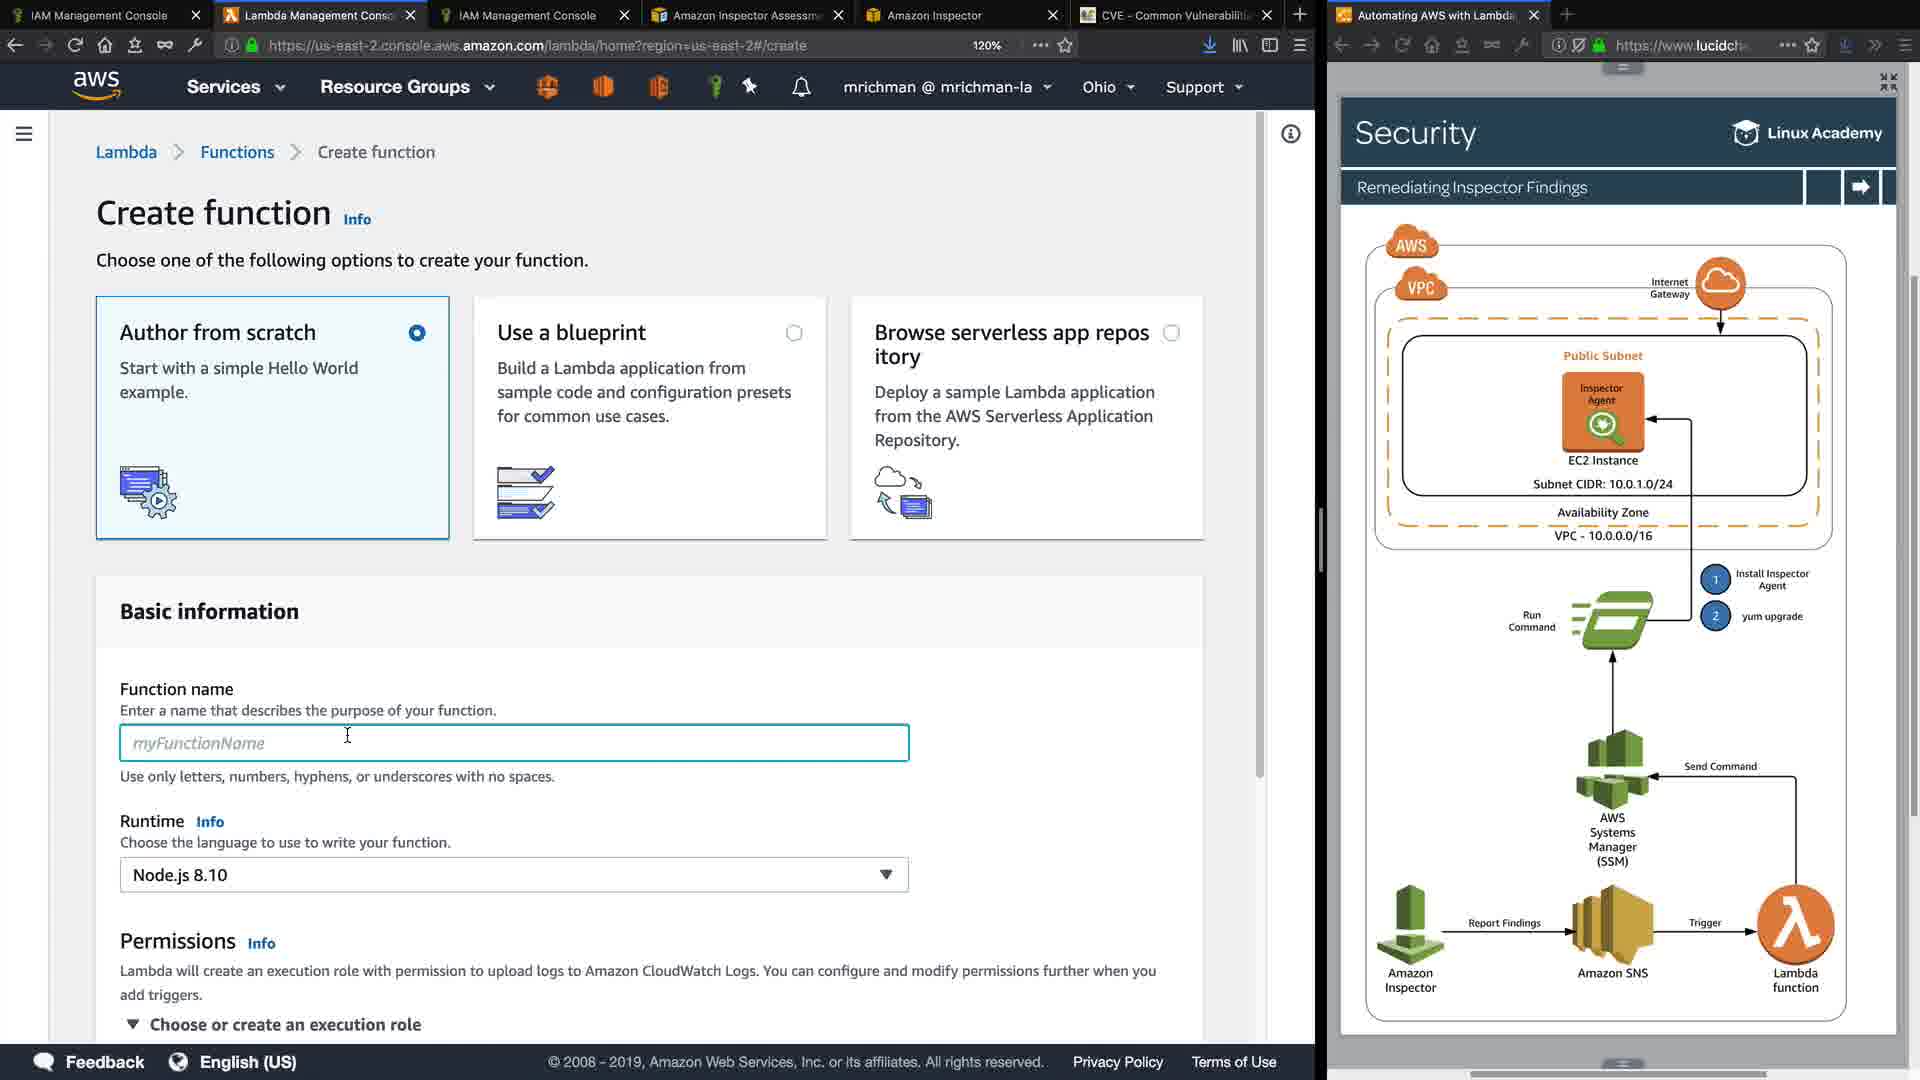 IAM Management Console
Lambda Management Conso
IAM Management Console
Amazon Inspector Assessme
Amazon Inspector
CVE - Common Vulnerabiliti
Automating AWS with Lambda
https://us-east-2.console.aws.amazon.com/lambda/home?region=us-east-2#/create
120%
https://www.lucidch
aws
Services
Resource Groups
mrichman @ mrichman-la
Ohio
Support
Lambda
Functions
Create function
Create function
Info
Choose one of the following options to create your function.
Author from scratch
Start with a simple Hello World
example.
Use a blueprint
Build a Lambda application from
sample code and configuration presets
for common use cases.
Browse serverless app repos
itory
Deploy a sample Lambda application
from the AWS Serverless Application
Repository.
Basic information
Function name
Enter a name that describes the purpose of your function.
myFunctionName
Use only letters, numbers, hyphens, or underscores with no spaces.
Runtime Info
Choose the language to use to write your function.
Node.js 8.10
Permissions Info
Lambda will create an execution role with permission to upload logs to Amazon CloudWatch Logs. You can configure and modify permissions further when you
add triggers.
Choose or create an execution role
Feedback
English (US)
© 2008 - 2019, Amazon Web Services, Inc. or its affiliates. All rights reserved.
Privacy Policy
Terms of Use
Security
Linux Academy
Remediating Inspector Findings
AWS
VPC
Internet
Gateway
Public Subnet
Inspector
Agent
EC2 Instance
Subnet CIDR: 10.0.1.0/24
Availability Zone
VPC - 10.0.0.0/16
1
Install Inspector
Agent
2
yum upgrade
Run
Command
Send Command
AWS
Systems
Manager
(SSM)
Report Findings
Trigger
Amazon
Inspector
Amazon SNS
Lambda
function